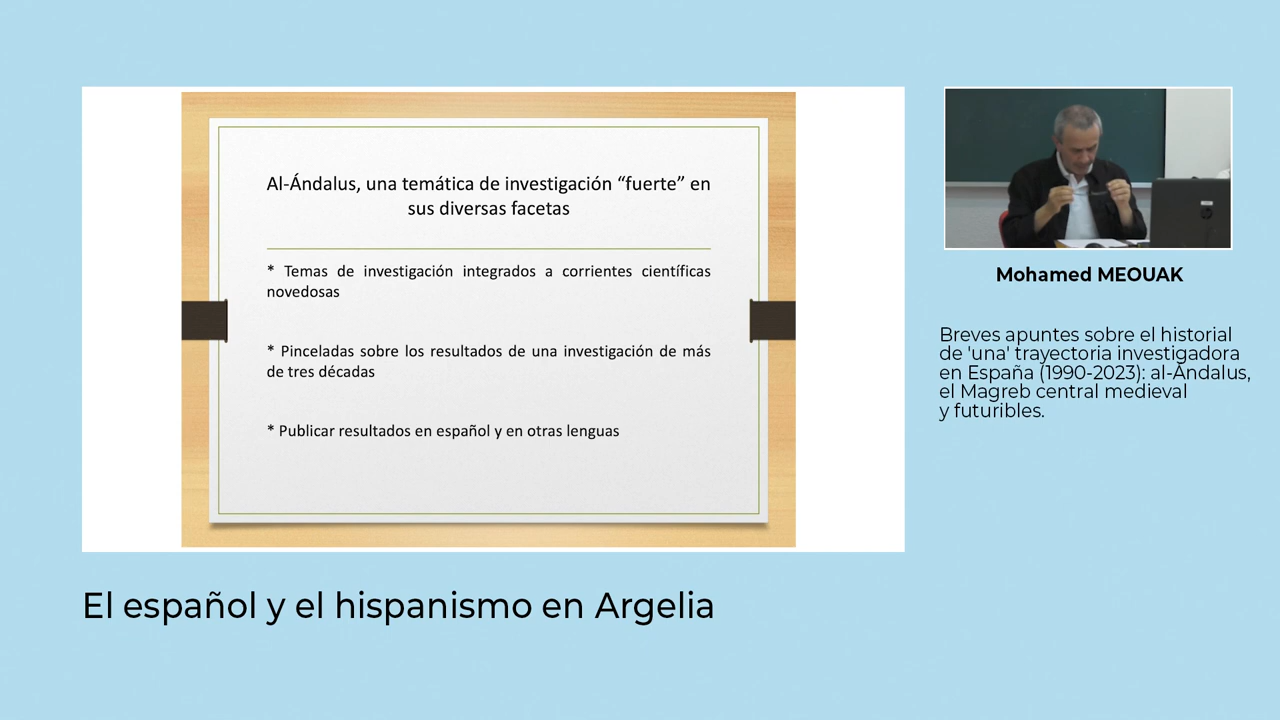 Al-Ándalus, una temática de investigación “fuerte” en
sus diversas facetas
* Temas de investigación integrados a corrientes científicas
novedosas
* Pinceladas sobre los resultados de una investigación de más
de tres décadas
* Publicar resultados en español y en otras lenguas
Mohamed MEOUAK
Breves apuntes sobre el historial
de 'una' trayectoria investigadora
en España (1990-2023): al-Ándalus,
el Magreb central medieval
y futuribles.
El español y el hispanismo en Argelia